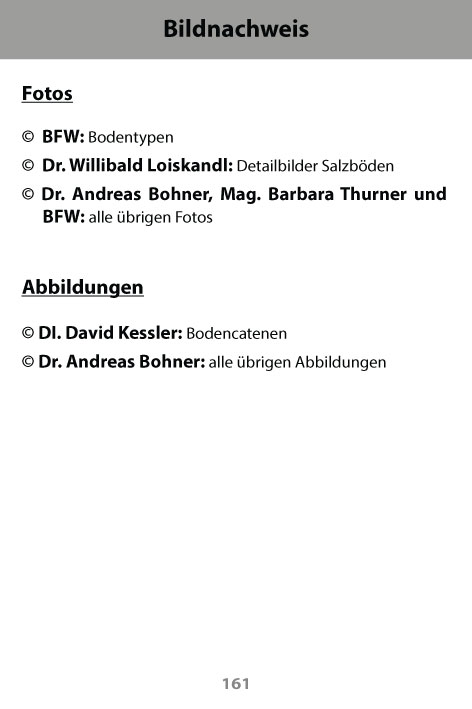 Bildnachweis
Fotos
© BFW: Bodentypen
© Dr. Willibald Loiskandl: Detailbilder Salzböden
© Dr. Andreas Bohner, Mag. Barbara Thurner und
BFW: alle übrigen Fotos
Abbildungen
© DI. David Kessler: Bodencatenen
© Dr. Andreas Bohner: alle übrigen Abbildungen
161